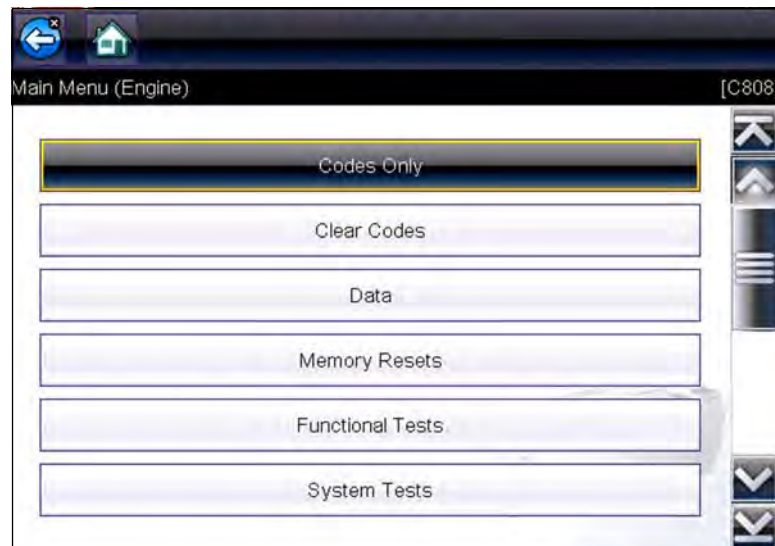 Main Menu (Engine) [C808
Codes Only
Clear Codes
Data
Memory Resets
Functional Tests
System Tests